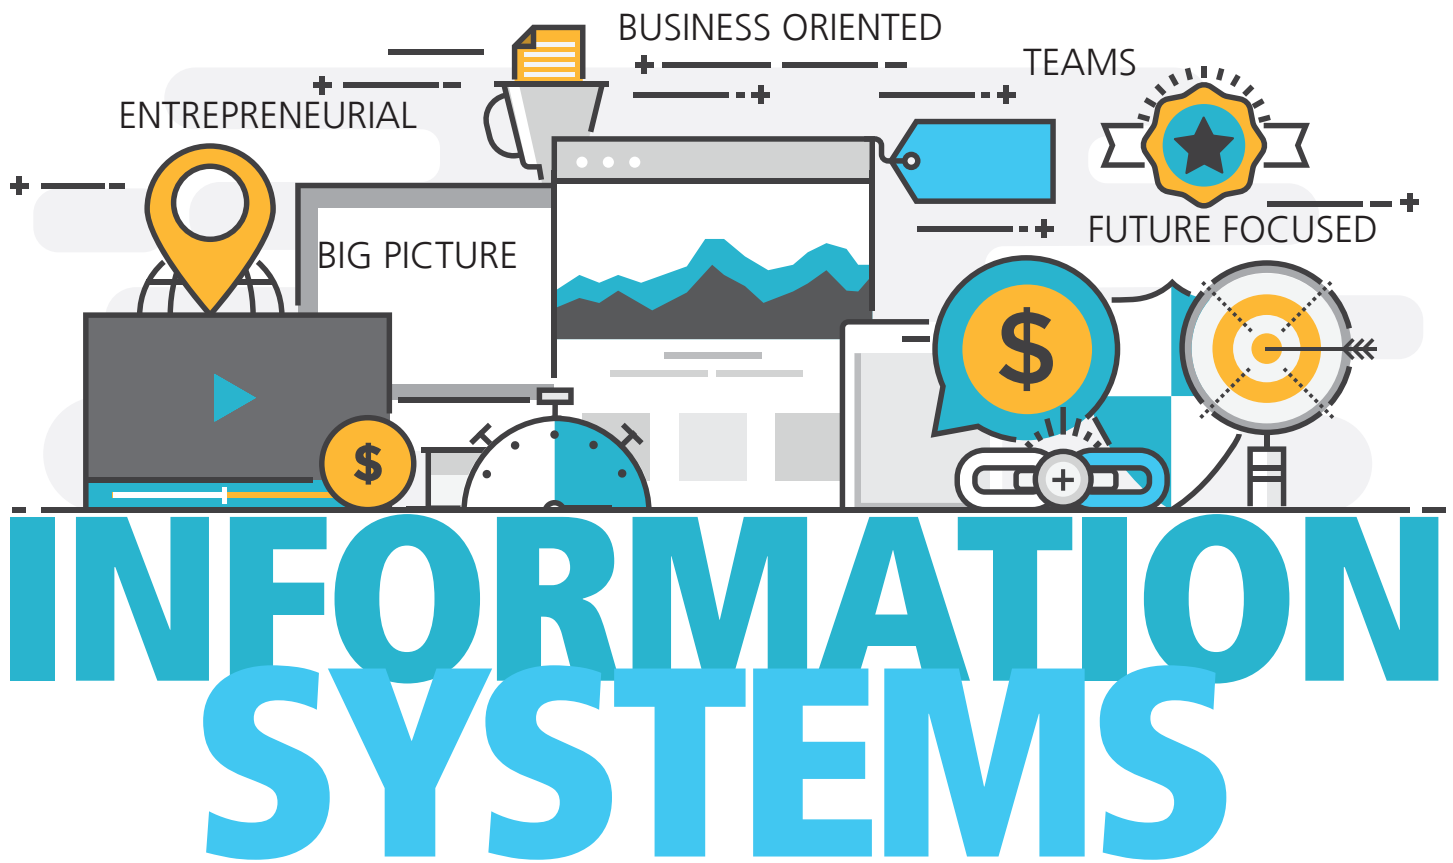 BUSINESS ORIENTED
TEAMS
ENTREPRENEURIAL
FUTURE FOCUSED
BIG PICTURE
$
$
INFORMATION
SYSTEMS